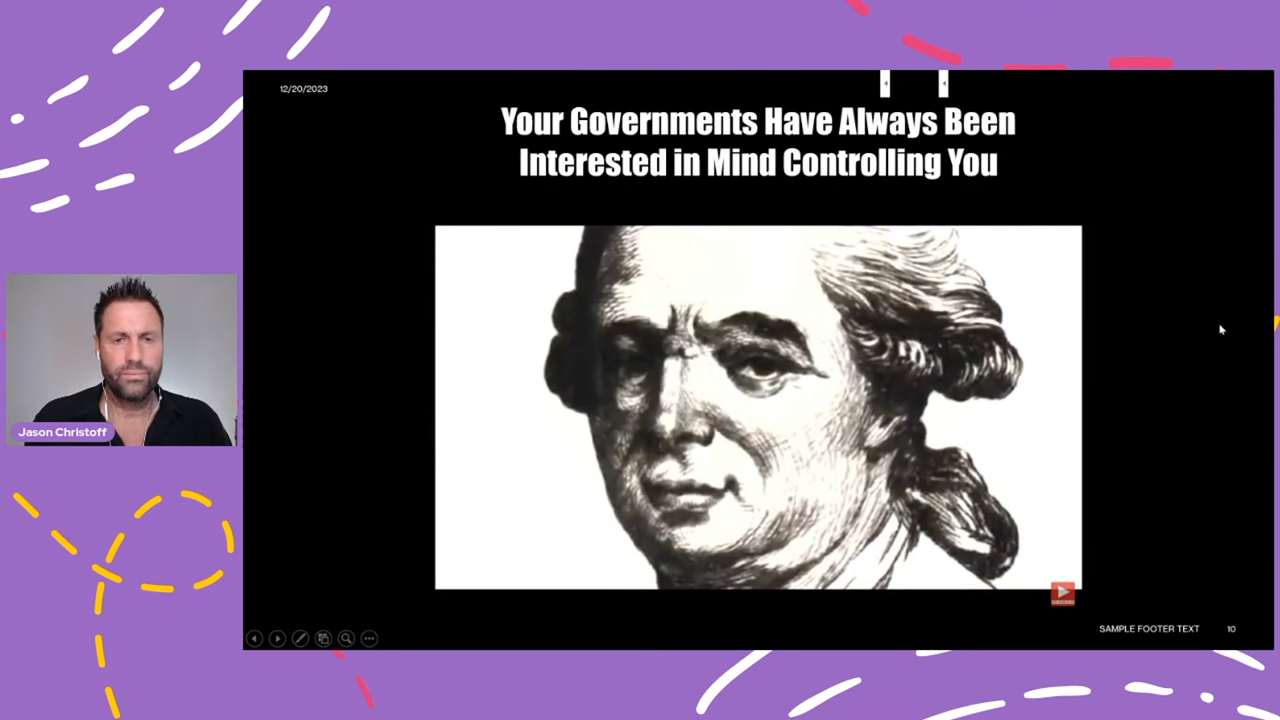 12/20/2023
Your Governments Have Always Been
Interested in Mind Controlling You
Jason Christoff
SUBSCRIBE
SAMPLE FOOTER TEXT
10